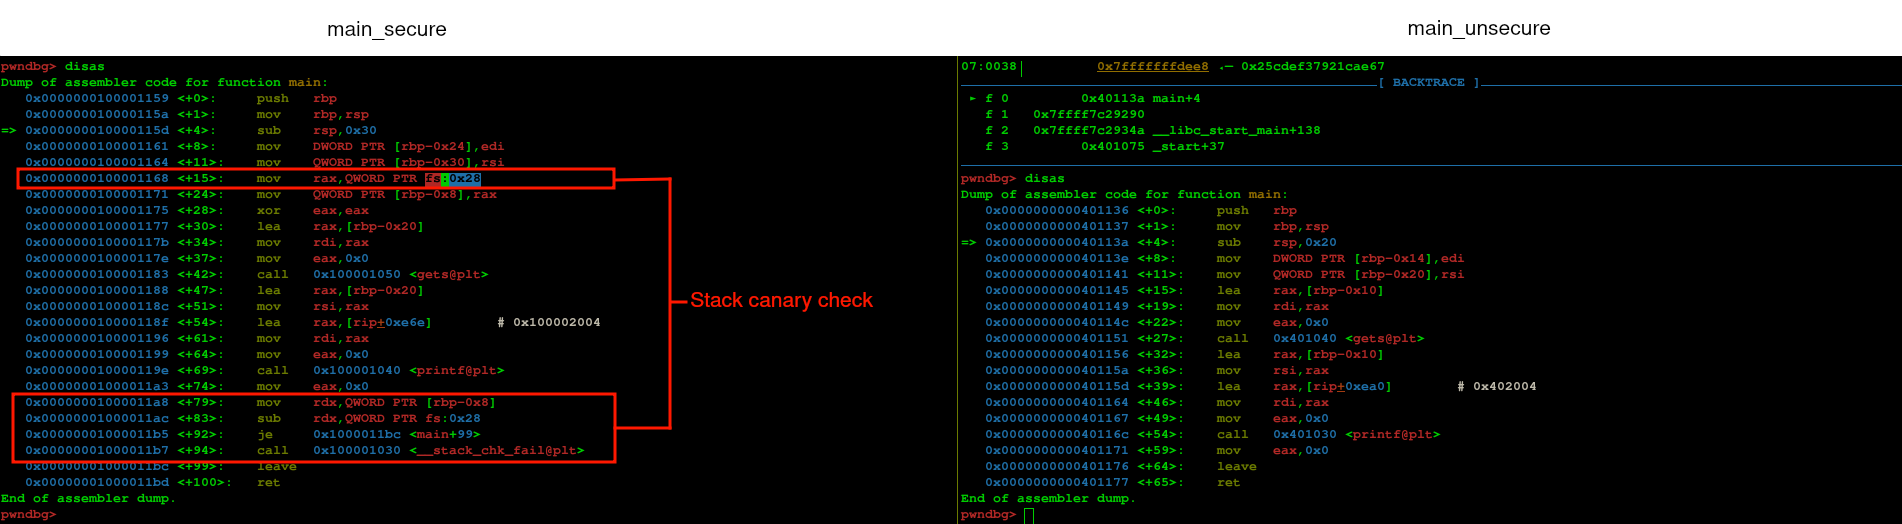 main_secure
pwndbg> disas
Dump of assembler code for function main:
0x0000000100001159 <+0>: push rbp
0x000000010000115a <+1>: mov rbp,rsp
=> 0x000000010000115d <+4>: sub rsp,0x30
0x0000000100001161 <+8>: mov DWORD PTR [rbp-0x24],edi
0x0000000100001164 <+11>: mov QWORD PTR [rbp-0x30],rsi
0x0000000100001168 <+15>: mov rax,QWORD PTR fs:0x28
0x0000000100001171 <+24>: mov QWORD PTR [rbp-0x8],rax
0x0000000100001175 <+28>: xor eax,eax
0x0000000100001177 <+30>: lea rax,[rbp-0x20]
0x000000010000117b <+34>: mov rdi,rax
0x000000010000117e <+37>: mov eax,0x0
0x0000000100001183 <+42>: call 0x100001050 <gets@plt>
0x0000000100001188 <+47>: lea rax,[rbp-0x20]
0x000000010000118c <+51>: mov rsi,rax
0x000000010000118f <+54>: lea rax,[rip+0xe6e] # 0x100002004
0x0000000100001196 <+61>: mov rdi,rax
0x0000000100001199 <+64>: mov eax,0x0
0x000000010000119e <+69>: call 0x100001040 <printf@plt>
0x00000001000011a3 <+74>: mov eax,0x0
0x00000001000011a8 <+79>: mov rdx,QWORD PTR [rbp-0x8]
0x00000001000011ac <+83>: sub rdx,QWORD PTR fs:0x28
0x00000001000011b5 <+92>: je 0x1000011bc <main+99>
0x00000001000011b7 <+94>: call 0x100001030 <__stack_chk_fail@plt>
0x00000001000011bc <+99>: leave
0x00000001000011bd <+100>: ret
End of assembler dump.
pwndbg>
Stack canary check
main_unsecure
07:0038│ 0x7fffffffdee8 .— 0x25cdef37921cae67
[ BACKTRACE ]
► f 0 0x40113a main+4
f 1 0x7ffff7c29290
f 2 0x7ffff7c2934a __libc_start_main+138
f 3 0x401075 _start+37
pwndbg> disas
Dump of assembler code for function main:
0x0000000000401136 <+0>: push rbp
0x0000000000401137 <+1>: mov rbp,rsp
=> 0x000000000040113a <+4>: sub rsp,0x20
0x000000000040113e <+8>: mov DWORD PTR [rbp-0x14],edi
0x0000000000401141 <+11>: mov QWORD PTR [rbp-0x20],rsi
0x0000000000401145 <+15>: lea rax,[rbp-0x10]
0x0000000000401149 <+19>: mov rdi,rax
0x000000000040114c <+22>: mov eax,0x0
0x0000000000401151 <+27>: call 0x401040 <gets@plt>
0x0000000000401156 <+32>: lea rax,[rbp-0x10]
0x000000000040115a <+36>: mov rsi,rax
0x000000000040115d <+39>: lea rax,[rip+0xea0] # 0x402004
0x0000000000401164 <+46>: mov rdi,rax
0x0000000000401167 <+49>: mov eax,0x0
0x000000000040116c <+54>: call 0x401030 <printf@plt>
0x0000000000401171 <+59>: mov eax,0x0
0x0000000000401176 <+64>: leave
0x0000000000401177 <+65>: ret
End of assembler dump.
pwndbg>